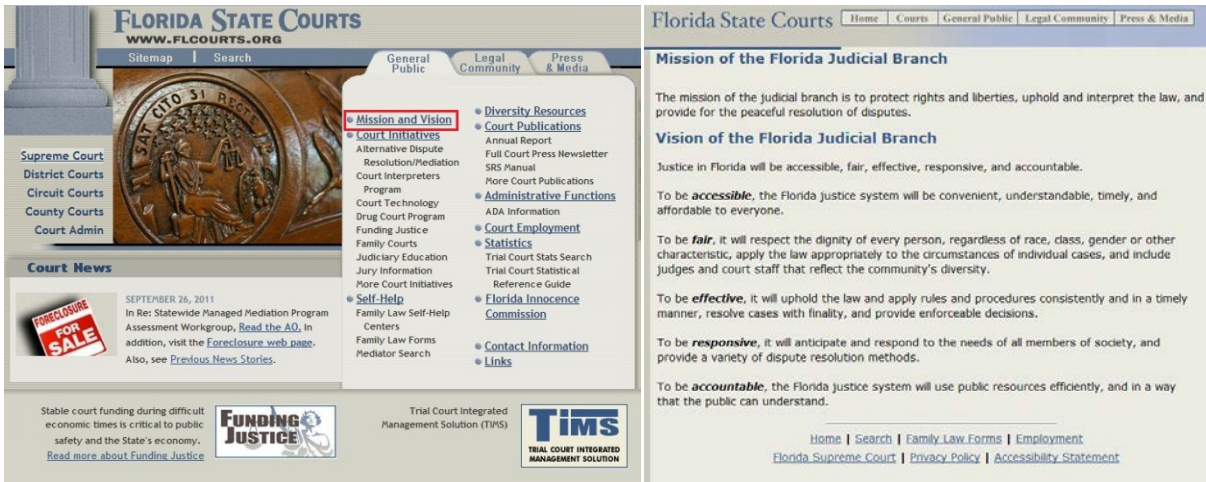 FLORIDA STATE COURTS
WWW.FLCOURTS.ORG
Sitemap | Search
General
Public
Legal
Community
Press
& Media
SAT CITO SI RECTE
Supreme Court
District Courts
Circuit Courts
County Courts
Court Admin
Mission and Vision
Court Initiatives
Alternative Dispute
Resolution/Mediation
Court Interpreters
Program
Court Technology
Drug Court Program
Funding Justice
Family Courts
Judiciary Education
Jury Information
More Court Initiatives
Self-Help
Family Law Self-Help
Centers
Family Law Forms
Mediator Search
Diversity Resources
Court Publications
Annual Report
Full Court Press Newsletter
SRS Manual
More Court Publications
Administrative Functions
ADA Information
Court Employment
Statistics
Trial Court Stats Search
Trial Court Statistical
Reference Guide
Florida Innocence
Commission
Contact Information
Links
Court News
FORECLOSURE
FOR
SALE
SEPTEMBER 26, 2011
In Re: Statewide Managed Mediation Program
Assessment Workgroup, Read the AO. In
addition, visit the Foreclosure web page.
Also, see Previous News Stories.
Stable court funding during difficult
economic times is critical to public
safety and the State's economy.
Read more about Funding Justice
FUNDING
JUSTICE
Trial Court Integrated
Management Solution (TIMS)
TIMS
TRIAL COURT INTEGRATED
MANAGEMENT SOLUTION
Florida State Courts
Home | Courts | General Public | Legal Community | Press & Media
Mission of the Florida Judicial Branch
The mission of the judicial branch is to protect rights and liberties, uphold and interpret the law, and
provide for the peaceful resolution of disputes.
Vision of the Florida Judicial Branch
Justice in Florida will be accessible, fair, effective, responsive, and accountable.
To be accessible, the Florida justice system will be convenient, understandable, timely, and
affordable to everyone.
To be fair, it will respect the dignity of every person, regardless of race, class, gender or other
characteristic, apply the law appropriately to the circumstances of individual cases, and include
judges and court staff that reflect the community's diversity.
To be effective, it will uphold the law and apply rules and procedures consistently and in a timely
manner, resolve cases with finality, and provide enforceable decisions.
To be responsive, it will anticipate and respond to the needs of all members of society, and
provide a variety of dispute resolution methods.
To be accountable, the Florida justice system will use public resources efficiently, and in a way
that the public can understand.
Home | Search | Family Law Forms | Employment
Florida Supreme Court | Privacy Policy | Accessibility Statement